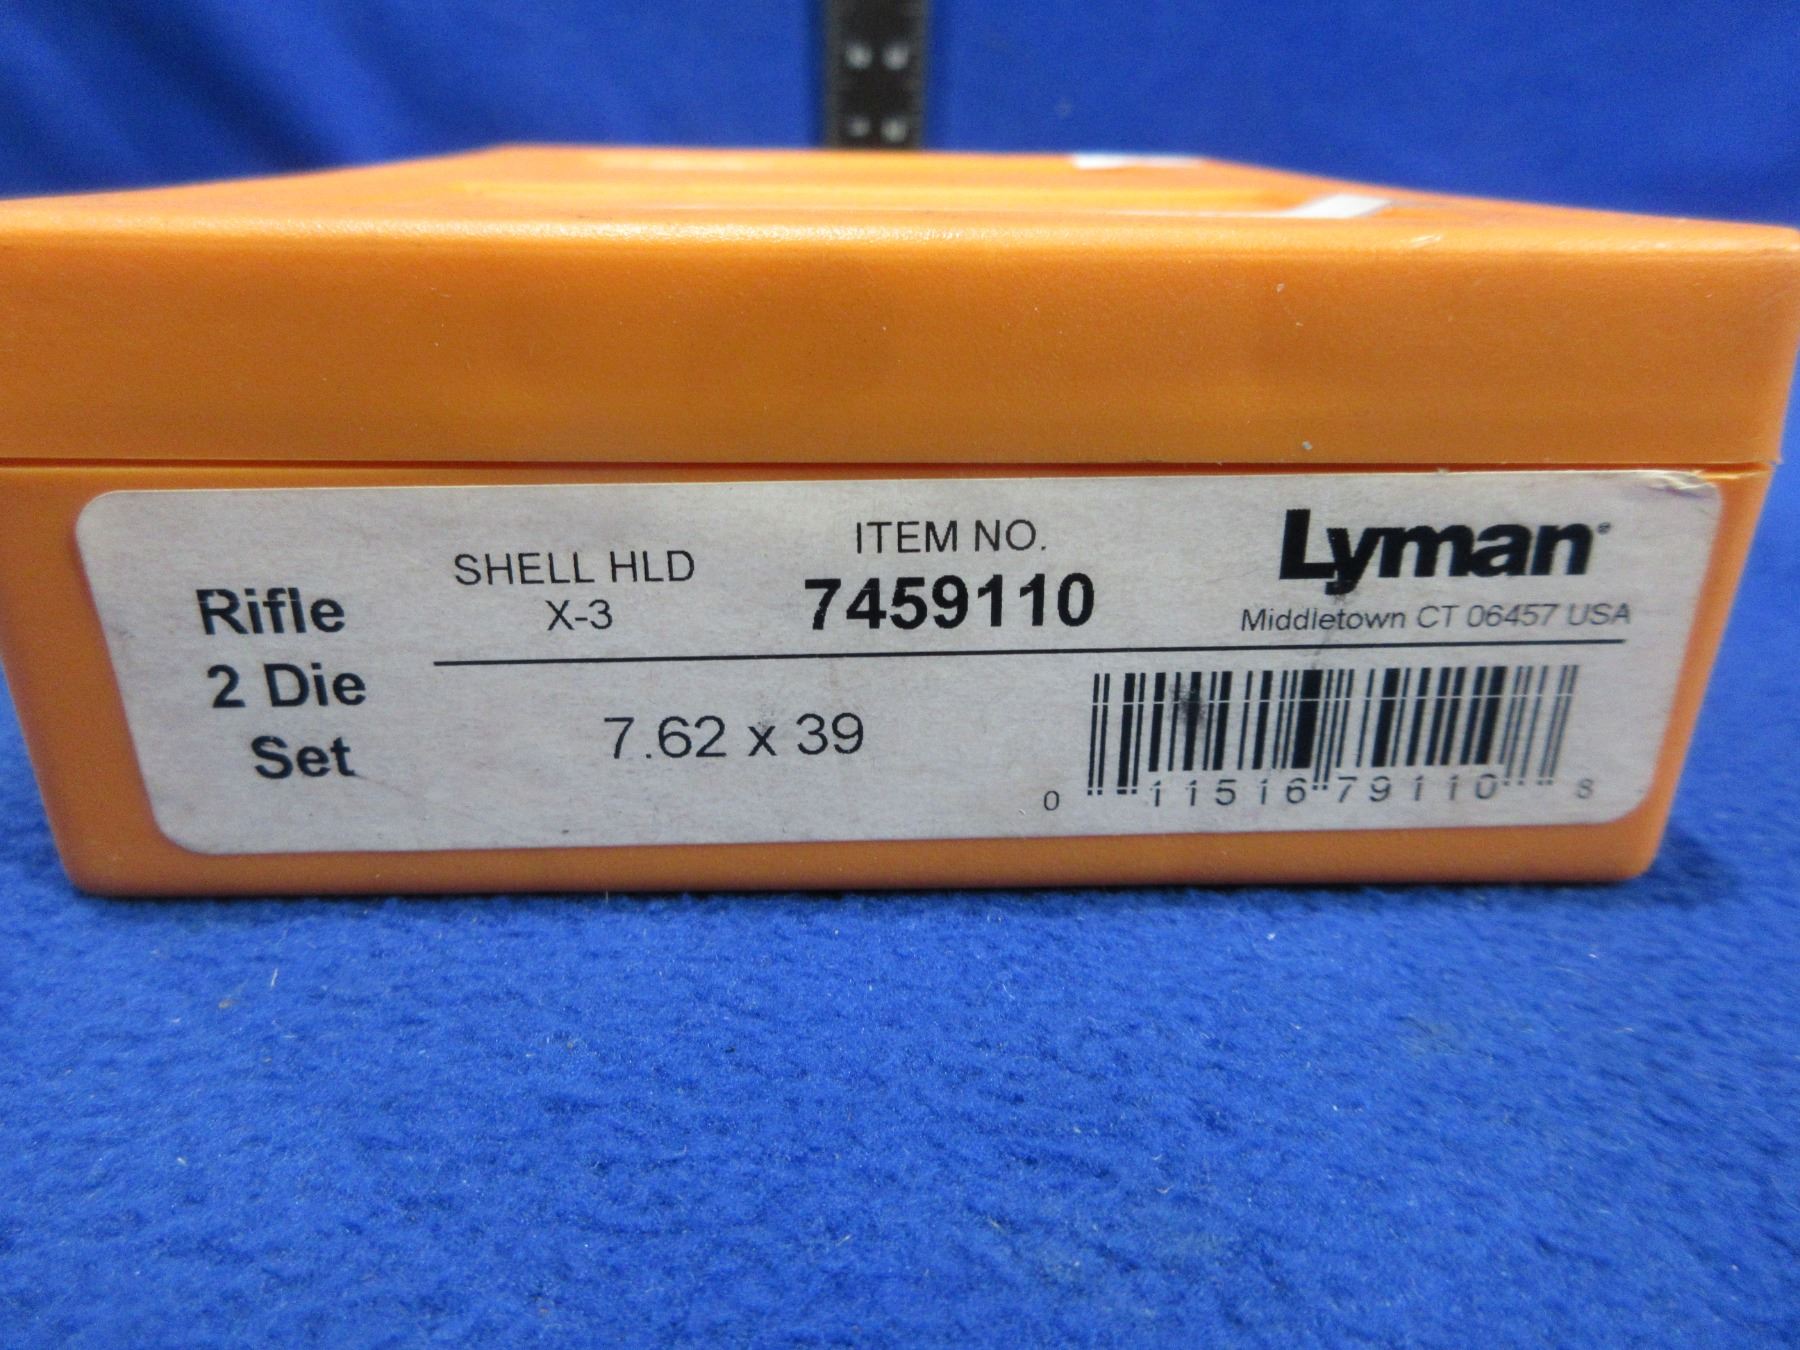 Rifle
2 Die
Set
SHELL HLD
X-3
ITEM NO.
7459110
Lyman®
Middletown CT 06457 USA
7.62 x 39
0 11516 79110 8